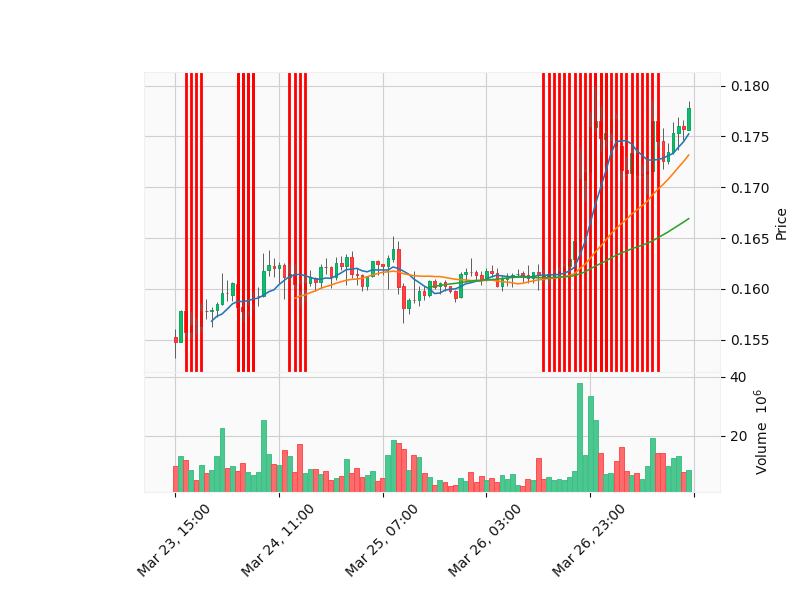 0.180
0.175
0.170
0.165
0.160
0.155
Price
40
20
Volume 10^6
Mar 23, 15:00
Mar 24, 11:00
Mar 25, 07:00
Mar 26, 03:00
Mar 26, 23:00